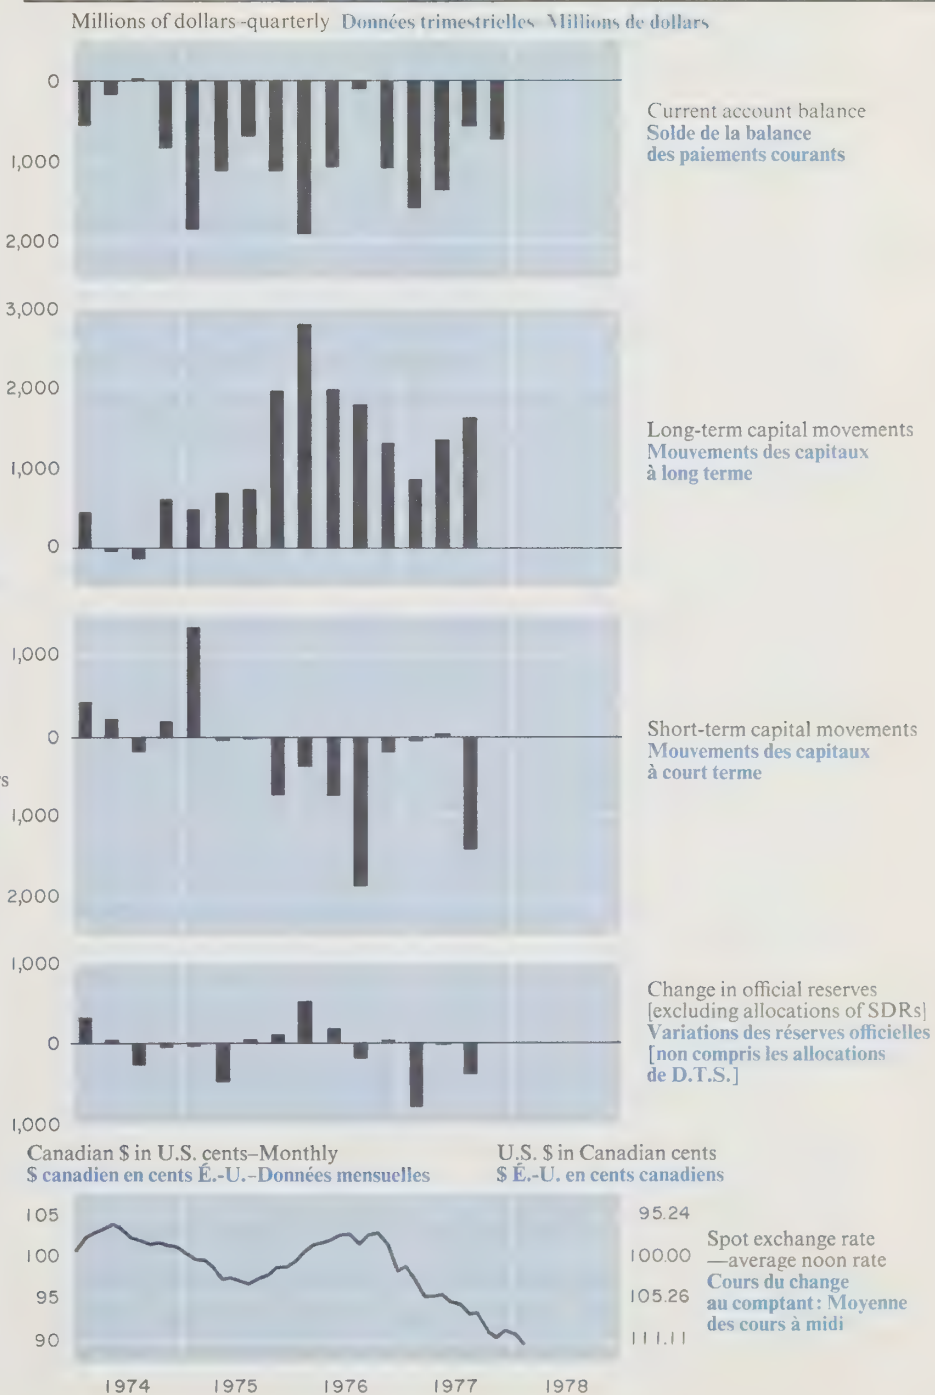 Millions of dollars-quarterly Données trimestrielles Millions de dollars
0
1,000
2,000
Current account balance
Solde de la balance
des paiements courants
3,000
2,000
1,000
0
Long-term capital movements
Mouvements des capitaux
à long terme
1,000
0
1,000
2,000
Short-term capital movements
Mouvements des capitaux
à court terme
1,000
0
1,000
Change in official reserves
[excluding allocations of SDRs]
Variations des réserves officielles
[non compris les allocations
de D.T.S.]
Canadian $ in U.S. cents–Monthly
$ canadien en cents É.-U.-Données mensuelles
U.S. $ in Canadian cents
$ É.-U. en cents canadiens
105
100
95
90
95.24
100.00
105.26
111.11
Spot exchange rate
—average noon rate
Cours du change
au comptant: Moyenne
des cours à midi
1974 1975 1976 1977 1978